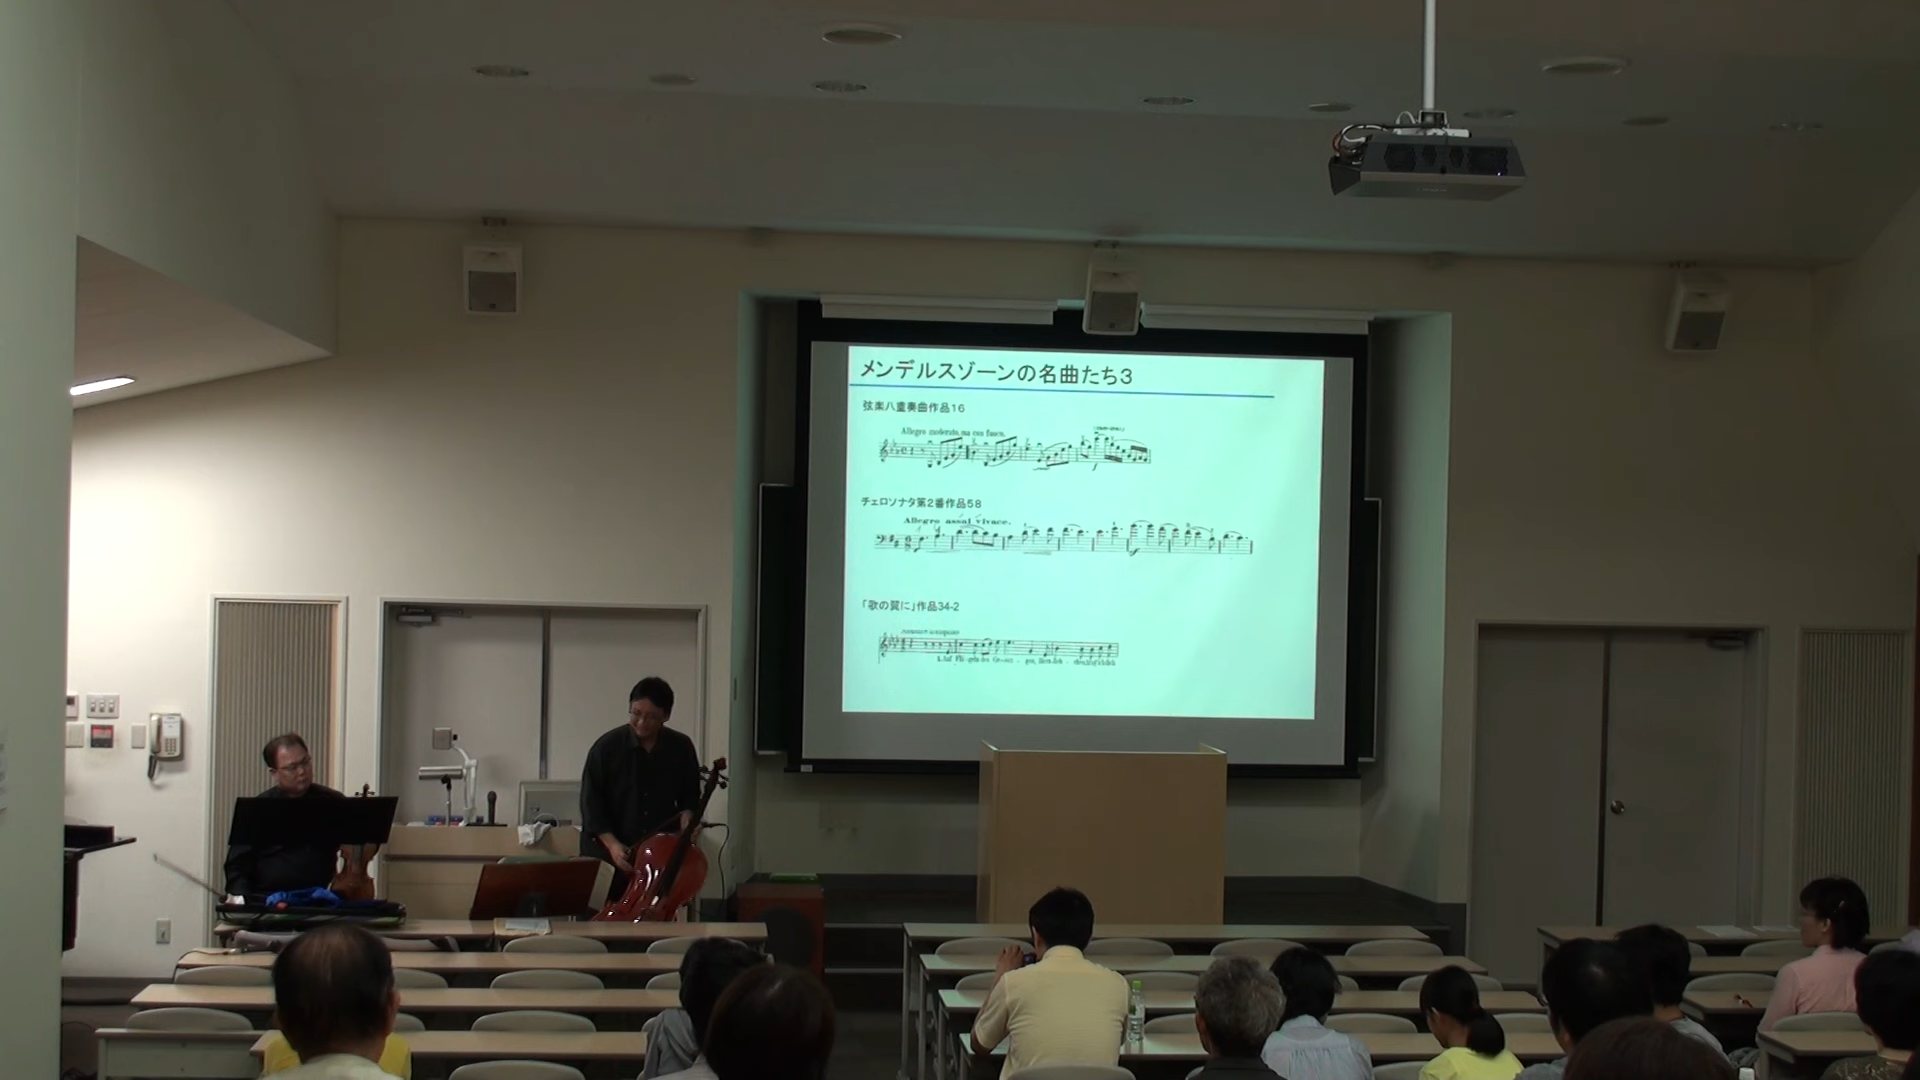 メンデルスゾーンの名曲たち3
弦楽八重奏曲作品16
Allegro moderato, ma con fuoco.
チェロソナタ第2番作品58
Allegro assai vivace.
「歌の翼に」作品34-2